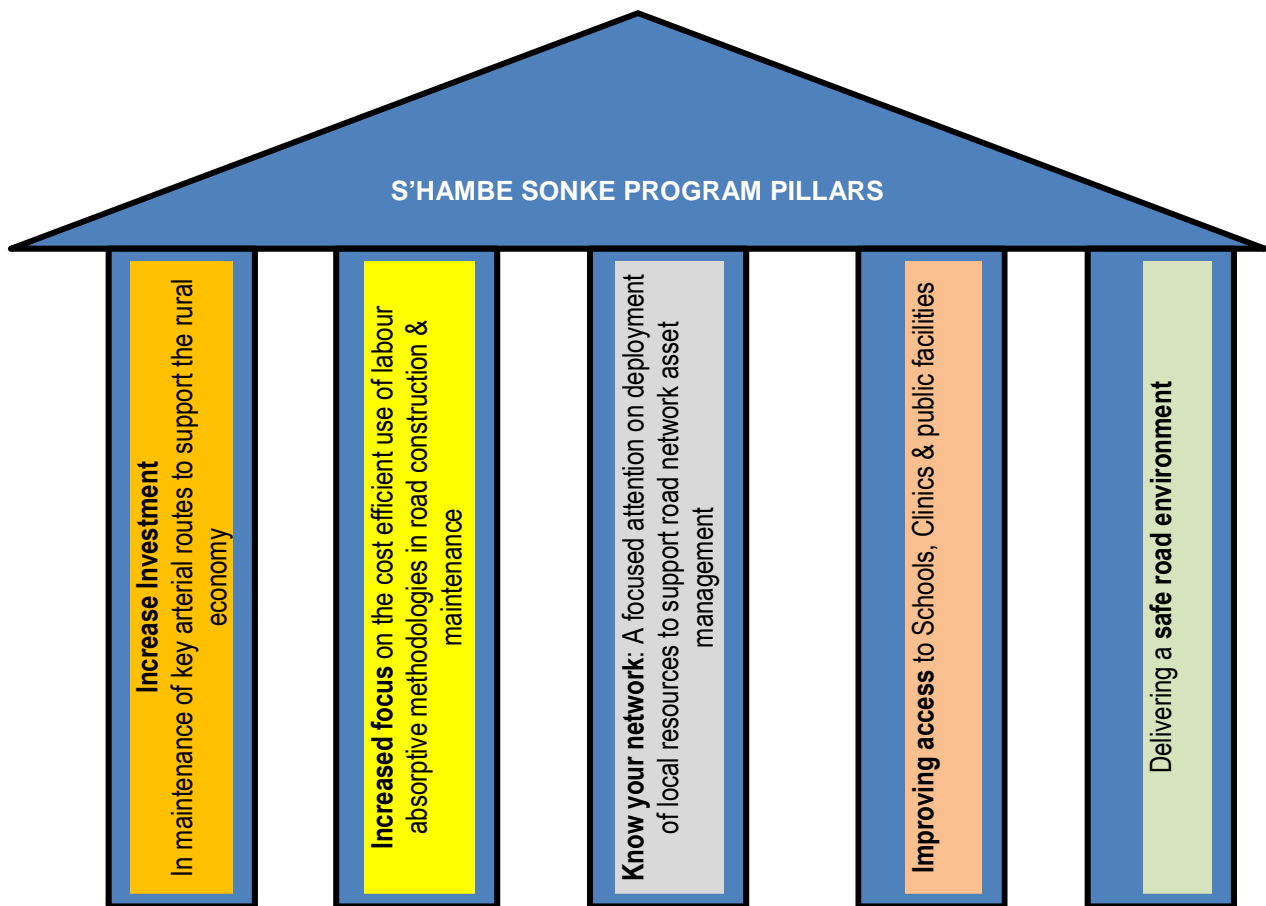 S'HAMBE SONKE PROGRAM PILLARS
Increase Investment
In maintenance of key arterial routes to support the rural
economy
Increased focus on the cost efficient use of labour
absorptive methodologies in road construction &
maintenance
Know your network: A focused attention on deployment
of local resources to support road network asset
management
Improving access to Schools, Clinics & public facilities
Delivering a safe road environment